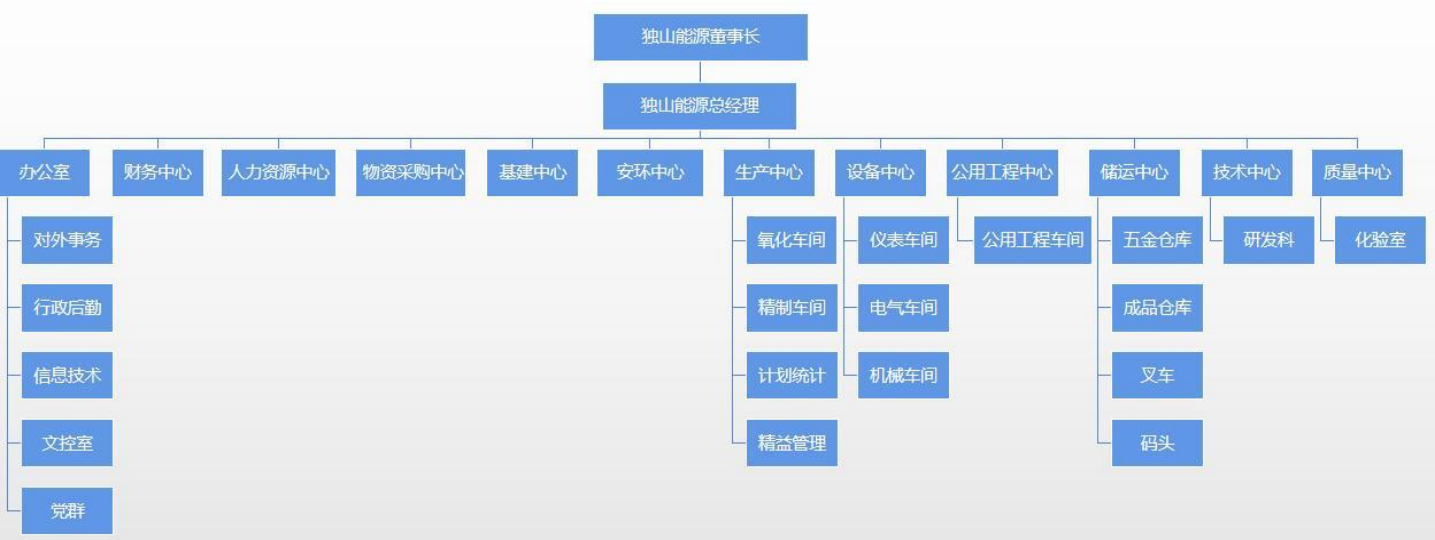 独山能源董事长
独山能源总经理
办公室
财务中心
人力资源中心
物资采购中心
基建中心
安环中心
生产中心
设备中心
公用工程中心
储运中心
技术中心
质量中心
对外事务
氧化车间
仪表车间
公用工程车间
五金仓库
研发科
化验室
行政后勤
精制车间
电气车间
成品仓库
信息技术
计划统计
机械车间
叉车
文控室
精益管理
码头
党群